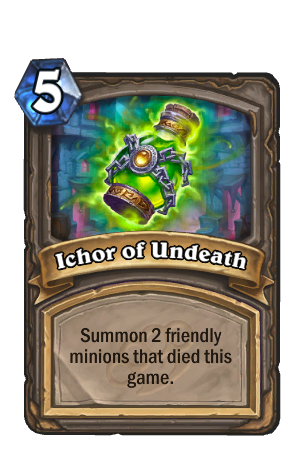 5
Ichor of Undeath
Summon 2 friendly
minions that died this
game.